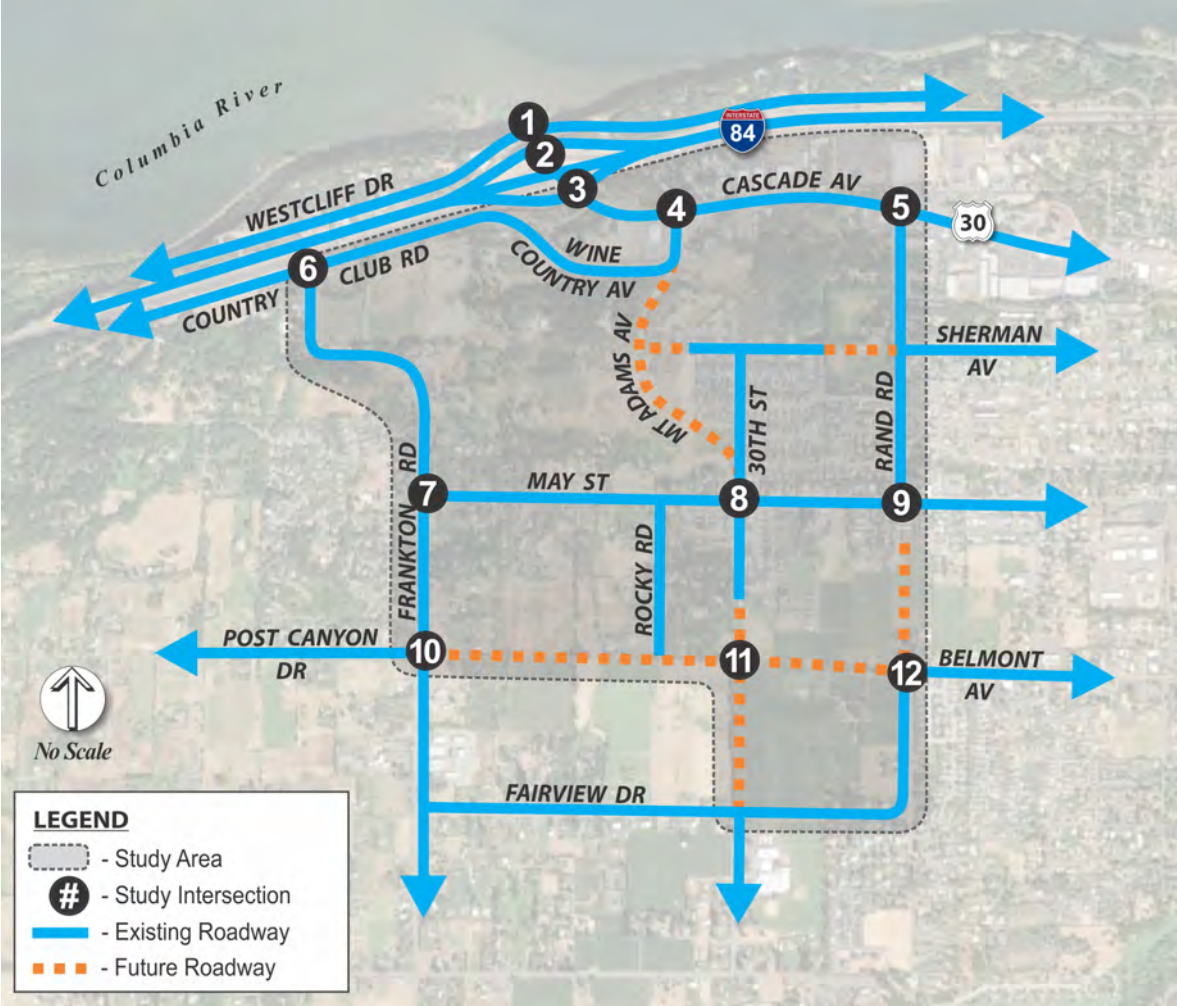 Columbia River
1
2
INTERSTATE
84
WESTCLIFF DR
3
4
CASCADE AV
5
30
6
CLUB RD
COUNTRY
WINE
COUNTRY AV
MT ADAMS AV
SHERMAN
AV
30TH ST
RAND RD
FRANKTON RD
7
MAY ST
8
9
ROCKY RD
POST CANYON
DR
10
11
12
BELMONT
AV
No Scale
FAIRVIEW DR
LEGEND
- Study Area
# - Study Intersection
- Existing Roadway
- Future Roadway